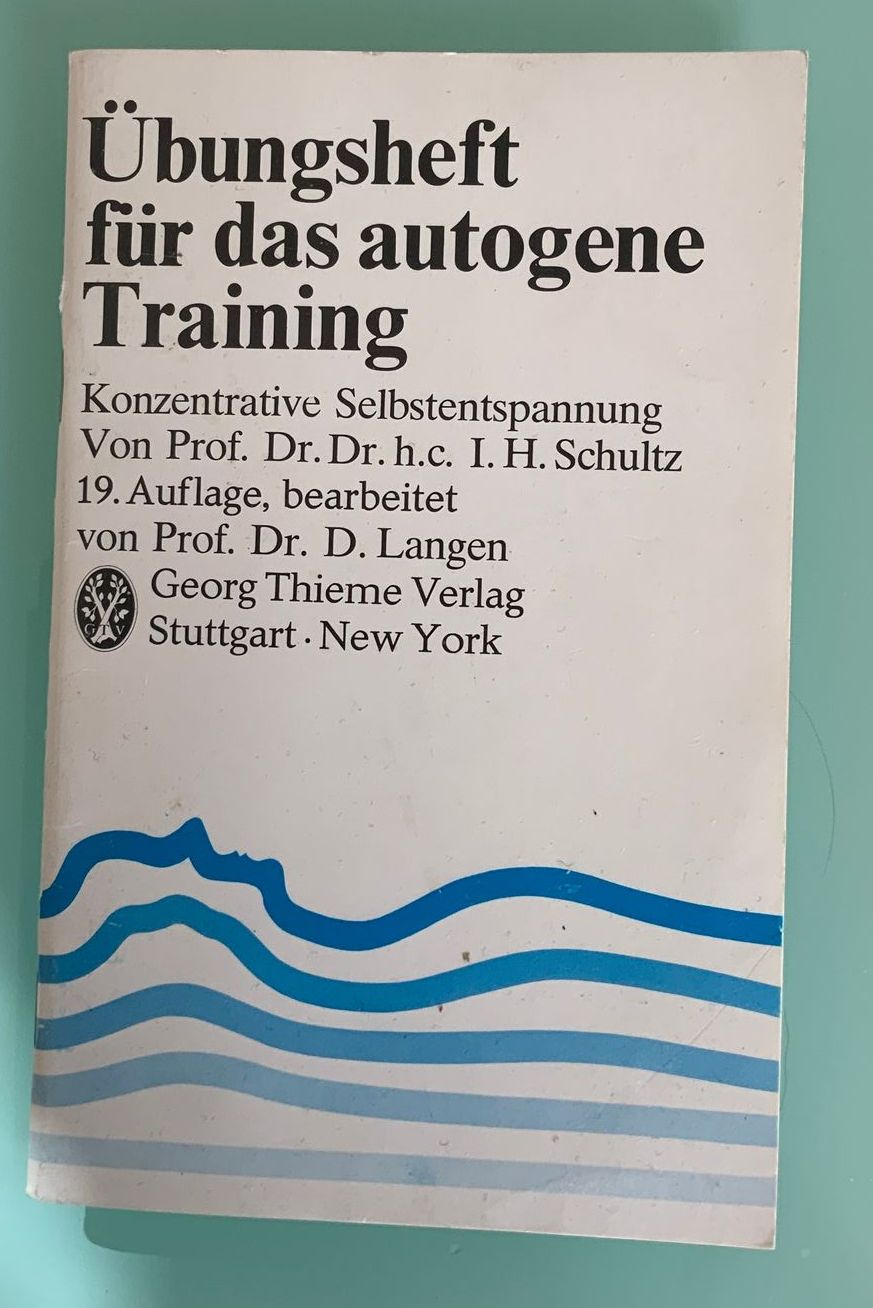 Übungsheft
für das autogene
Training
Konzentrative Selbstentspannung
Von Prof. Dr. Dr. h.c. I. H. Schultz
19. Auflage, bearbeitet
von Prof. Dr. D. Langen
Georg Thieme Verlag
Stuttgart · New York
GTV